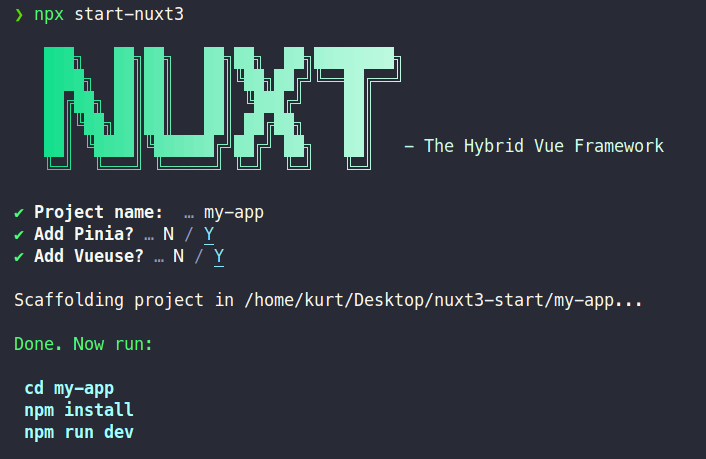 ❯ npx start-nuxt3
NUXT
– The Hybrid Vue Framework
✔ Project name: … my-app
✔ Add Pinia? … N / Y
✔ Add Vueuse? … N / Y
Scaffolding project in /home/kurt/Desktop/nuxt3-start/my-app...
Done. Now run:
cd my-app
npm install
npm run dev